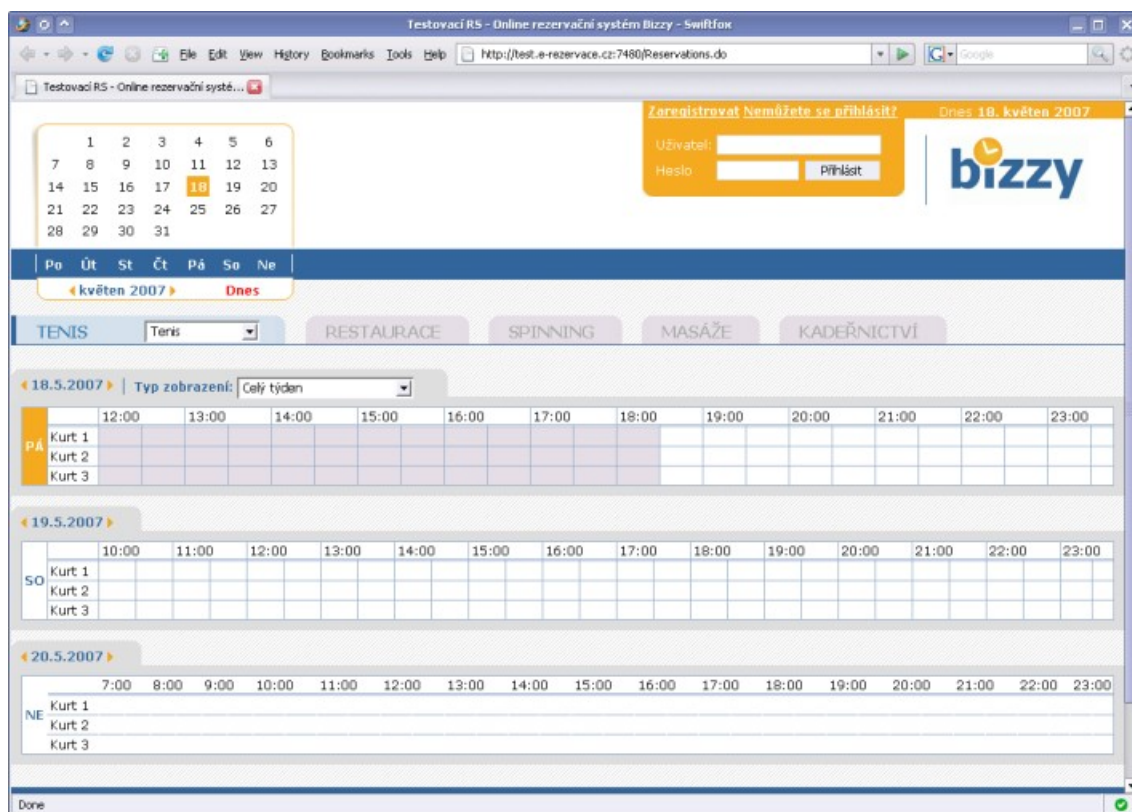 Testovací RS - Online rezervační systém Bizzy - Swiftfox
File Edit View History Bookmarks Tools Help http://test.e-rezervace.cz:7480/Reservations.do Google
Testovací RS - Online rezervační systé...
Zaregistrovat Nemůžete se přihlásit? Dnes 18. květen 2007
Uživatel:
Heslo Přihlásit
bizzy
1 2 3 4 5 6
7 8 9 10 11 12 13
14 15 16 17 18 19 20
21 22 23 24 25 26 27
28 29 30 31
Po Út St Čt Pá So Ne
květen 2007 Dnes
TENIS Tenis RESTAURACE SPINNING MASÁŽE KADEŘNICTVÍ
18.5.2007 | Typ zobrazení: Celý týden
12:00 13:00 14:00 15:00 16:00 17:00 18:00 19:00 20:00 21:00 22:00 23:00
PÁ
Kurt 1
Kurt 2
Kurt 3
19.5.2007
10:00 11:00 12:00 13:00 14:00 15:00 16:00 17:00 18:00 19:00 20:00 21:00 22:00 23:00
SO
Kurt 1
Kurt 2
Kurt 3
20.5.2007
7:00 8:00 9:00 10:00 11:00 12:00 13:00 14:00 15:00 16:00 17:00 18:00 19:00 20:00 21:00 22:00 23:00
NE
Kurt 1
Kurt 2
Kurt 3
Done